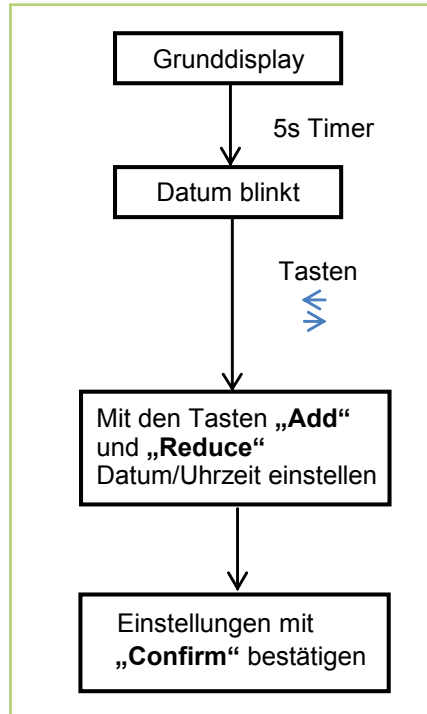 Grunddisplay
5s Timer
Datum blinkt
Tasten
Mit den Tasten „Add“
und „Reduce“
Datum/Uhrzeit einstellen
Einstellungen mit
„Confirm“ bestätigen